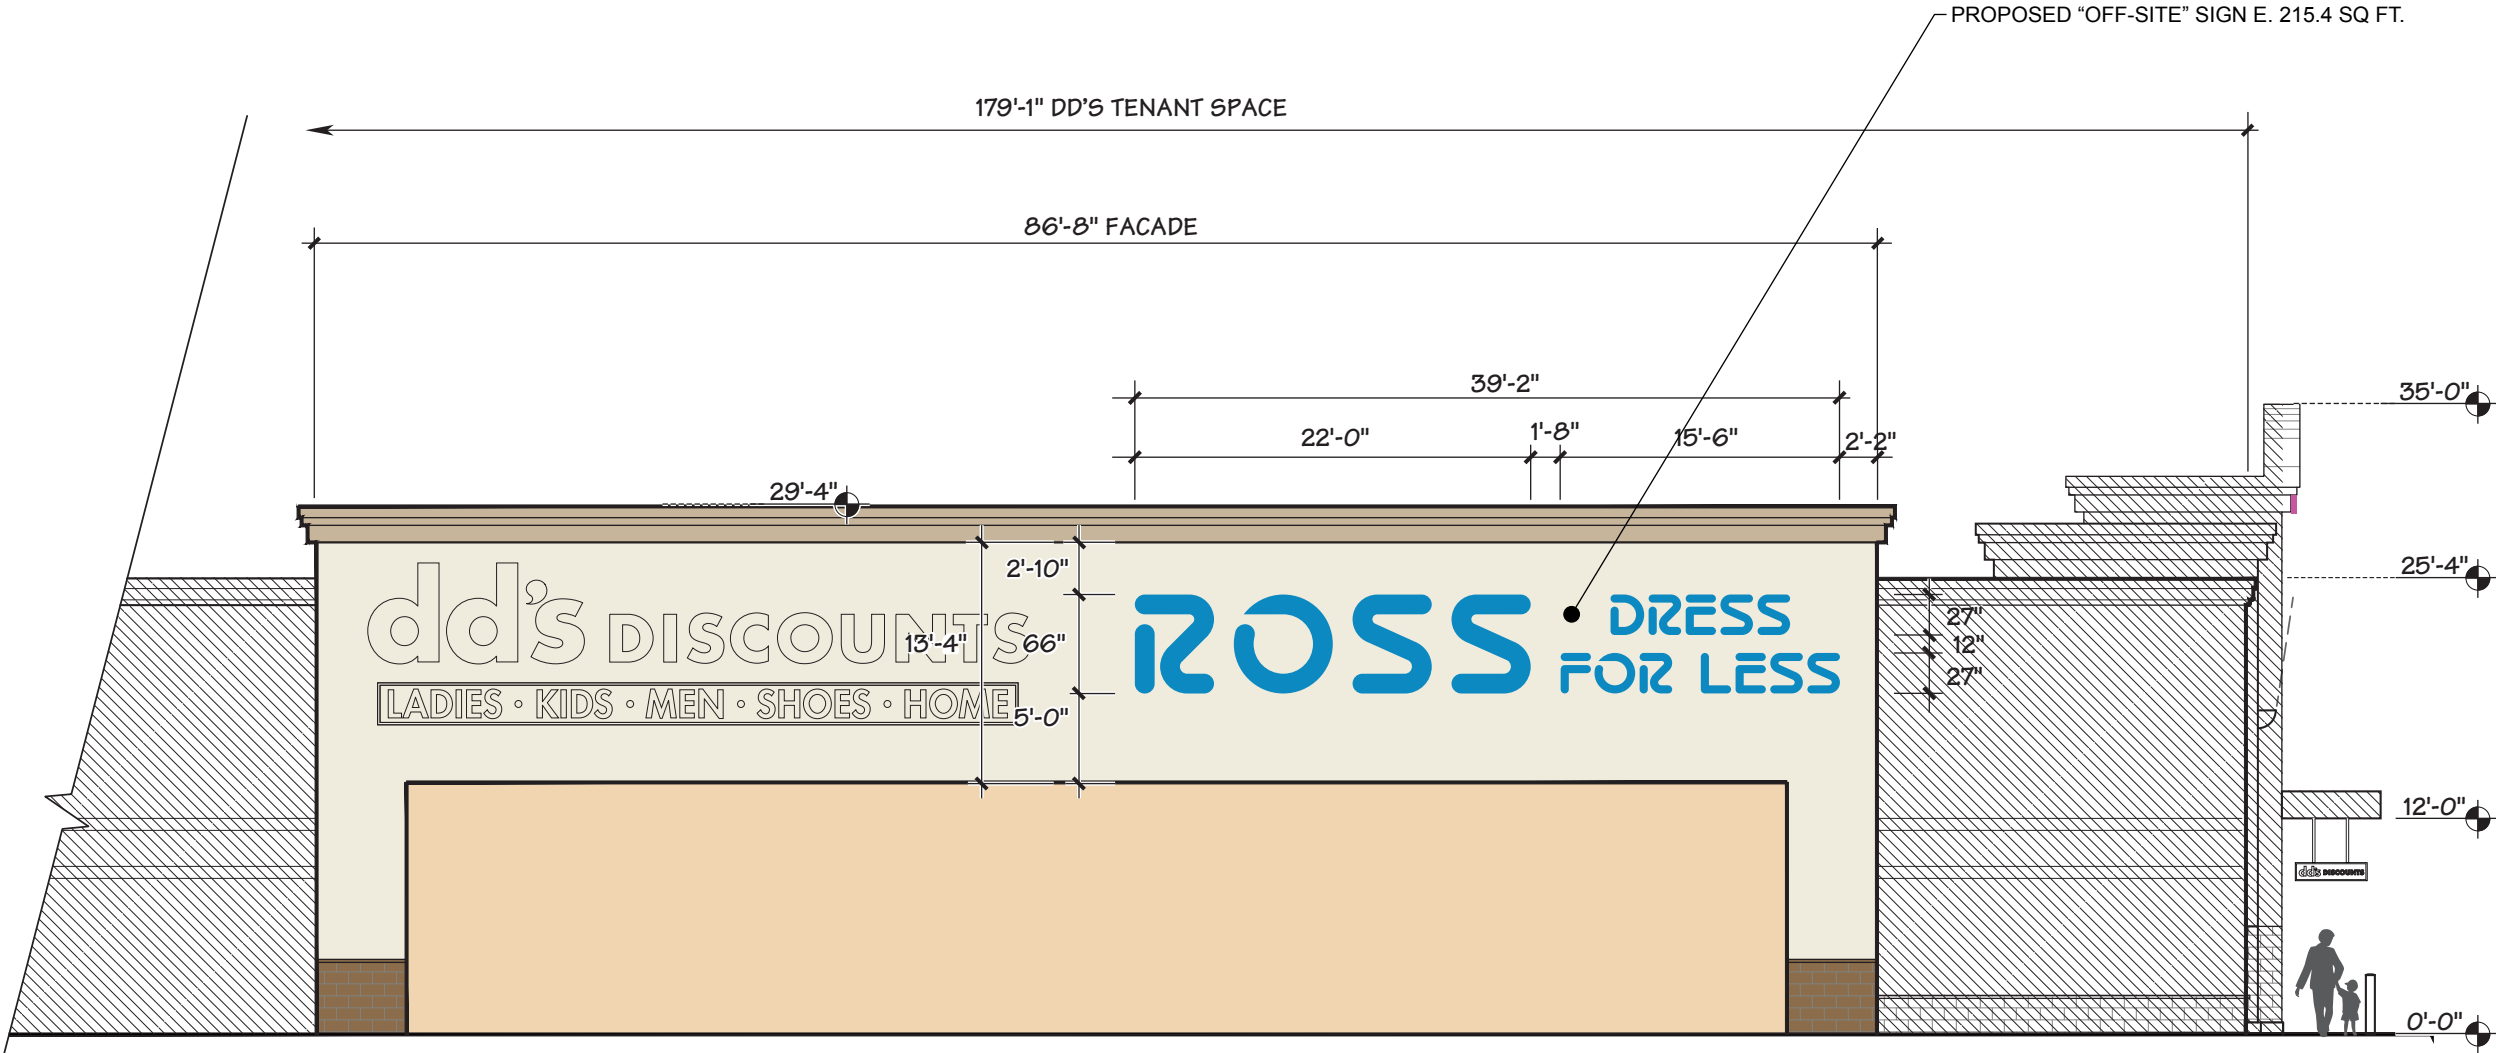 PROPOSED “OFF-SITE” SIGN E. 215.4 SQ FT.
179'-1" DD'S TENANT SPACE
86'-8" FACADE
39'-2"
22'-0"
1'-8"
15'-6"
2'-2"
35'-0"
29'-4"
25'-4"
2'-10"
13'-4"
66"
5'-0"
dd's DISCOUNTS
LADIES · KIDS · MEN · SHOES · HOME
ROSS
DRESS
FOR LESS
27"
12"
27"
12'-0"
dd's DISCOUNTS
0'-0"